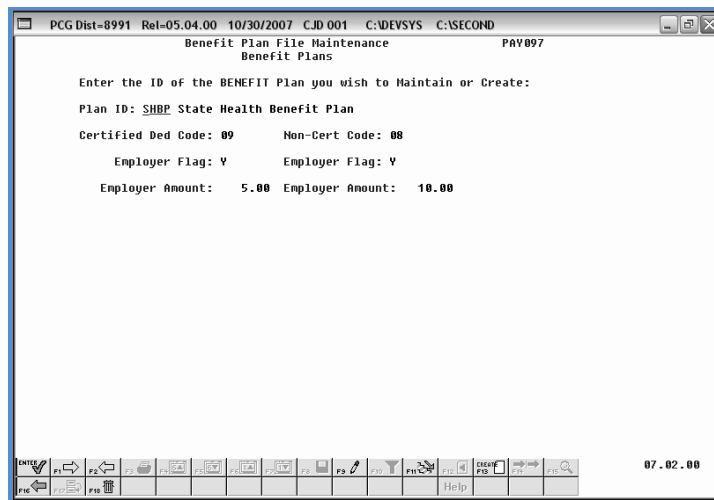 PCG Dist=8991 Rel=05.04.00 10/30/2007 CJD 001 C:\DEVSYS C:\SECOND
Benefit Plan File Maintenance PAY097
Benefit Plans
Enter the ID of the BENEFIT Plan you wish to Maintain or Create:
Plan ID: SHBP State Health Benefit Plan
Certified Ded Code: 09 Non-Cert Code: 08
Employer Flag: Y Employer Flag: Y
Employer Amount: 5.00 Employer Amount: 10.00
ENTER F1 F2 F3 F4 F5 F6 F7 F8 F9 F10 F11 F12 CREATE F13 F14 F15 07.02.00
F16 F17 F18 Help